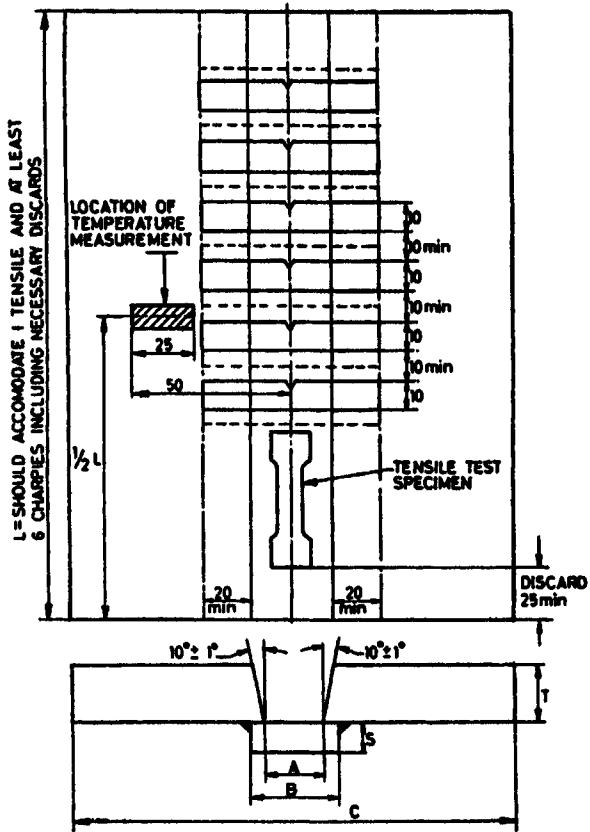 L = SHOULD ACCOMODATE 1 TENSILE AND AT LEAST
6 CHARPIES INCLUDING NECESSARY DISCARDS
LOCATION OF
TEMPERATURE
MEASUREMENT
10
10 min
10
10 min
10
10 min
10
25
50
1/2 L
TENSILE TEST
SPECIMEN
20
min
20
min
DISCARD
25 min
10° ± 1°
10° ± 1°
T
S
A
B
C